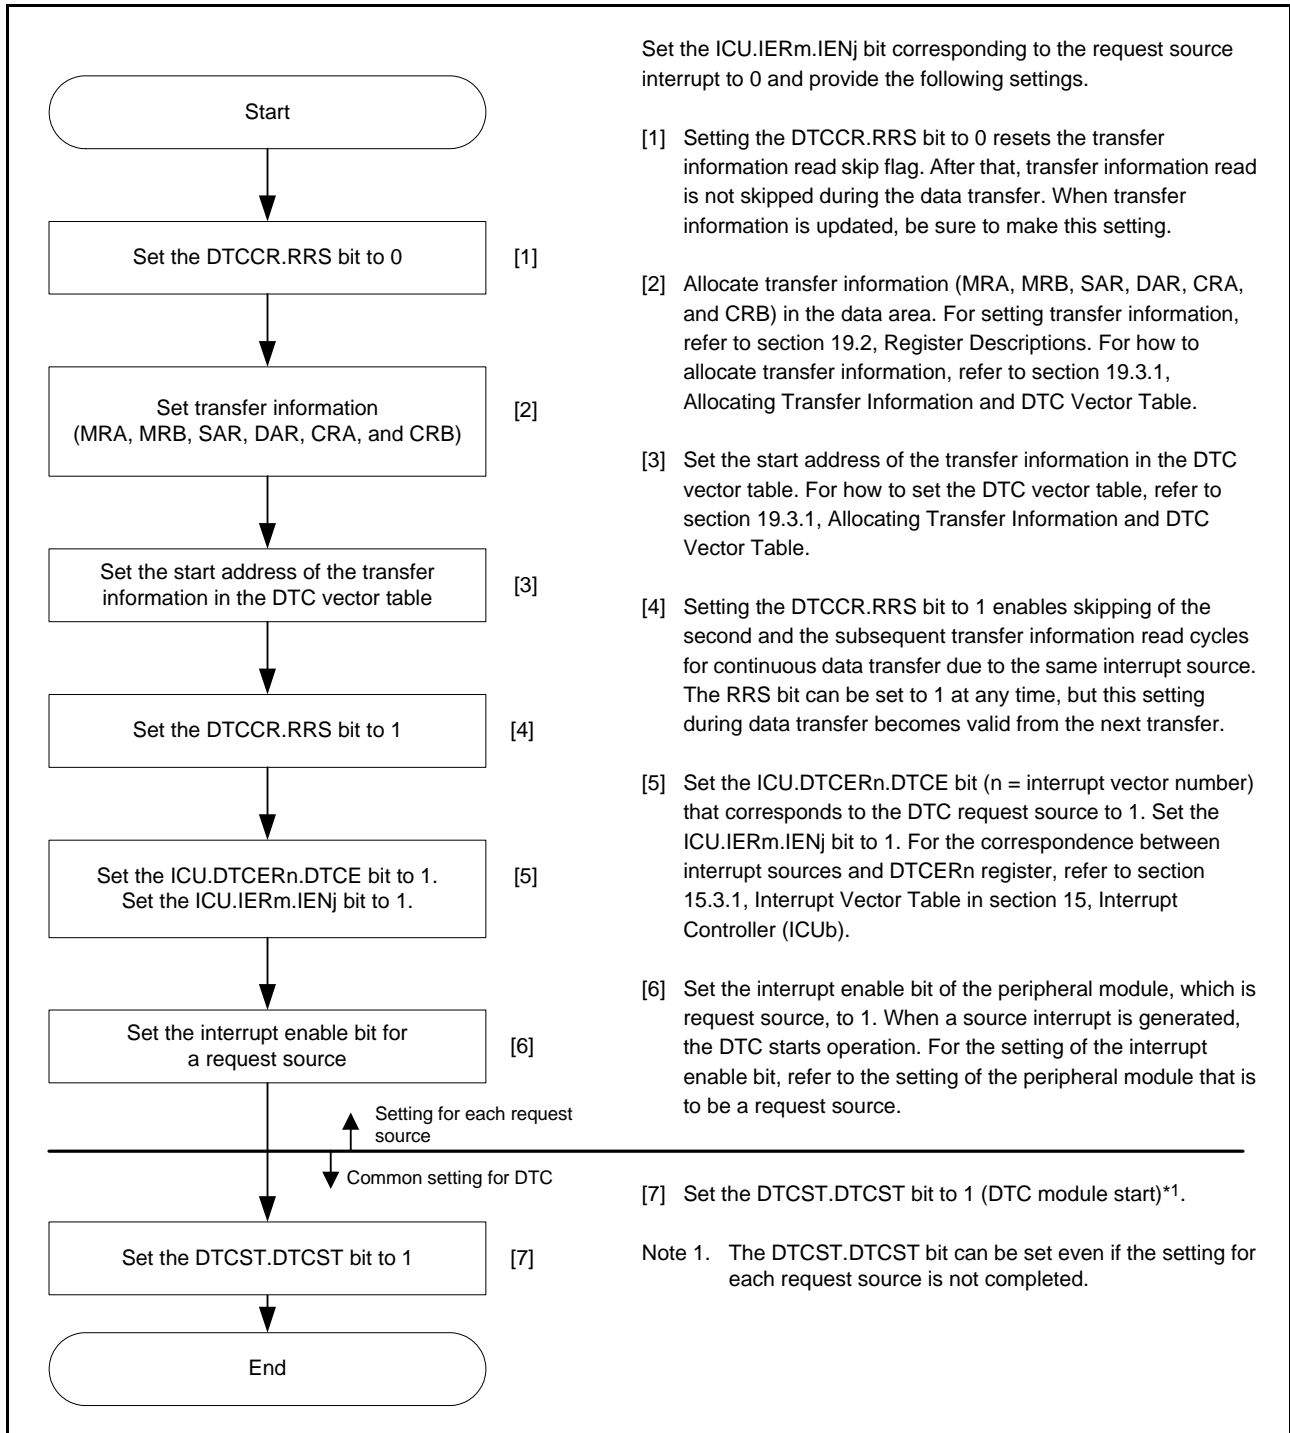 Set the ICU.IERm.IENj bit corresponding to the request source
interrupt to 0 and provide the following settings.
Start
[1] Setting the DTCCR.RRS bit to 0 resets the transfer
information read skip flag. After that, transfer information read
is not skipped during the data transfer. When transfer
information is updated, be sure to make this setting.
Set the DTCCR.RRS bit to 0
[1]
[2] Allocate transfer information (MRA, MRB, SAR, DAR, CRA,
and CRB) in the data area. For setting transfer information,
refer to section 19.2, Register Descriptions. For how to
allocate transfer information, refer to section 19.3.1,
Allocating Transfer Information and DTC Vector Table.
Set transfer information
(MRA, MRB, SAR, DAR, CRA, and CRB)
[2]
[3] Set the start address of the transfer information in the DTC
vector table. For how to set the DTC vector table, refer to
section 19.3.1, Allocating Transfer Information and DTC
Vector Table.
Set the start address of the transfer
information in the DTC vector table
[3]
[4] Setting the DTCCR.RRS bit to 1 enables skipping of the
second and the subsequent transfer information read cycles
for continuous data transfer due to the same interrupt source.
The RRS bit can be set to 1 at any time, but this setting
during data transfer becomes valid from the next transfer.
Set the DTCCR.RRS bit to 1
[4]
[5] Set the ICU.DTCERn.DTCE bit (n = interrupt vector number)
that corresponds to the DTC request source to 1. Set the
ICU.IERm.IENj bit to 1. For the correspondence between
interrupt sources and DTCERn register, refer to section
15.3.1, Interrupt Vector Table in section 15, Interrupt
Controller (ICUb).
Set the ICU.DTCERn.DTCE bit to 1.
Set the ICU.IERm.IENj bit to 1.
[5]
[6] Set the interrupt enable bit of the peripheral module, which is
request source, to 1. When a source interrupt is generated,
the DTC starts operation. For the setting of the interrupt
enable bit, refer to the setting of the peripheral module that is
to be a request source.
Set the interrupt enable bit for
a request source
[6]
Setting for each request
source
Common setting for DTC
[7] Set the DTCST.DTCST bit to 1 (DTC module start)*1.
Set the DTCST.DTCST bit to 1
[7]
Note 1. The DTCST.DTCST bit can be set even if the setting for
each request source is not completed.
End